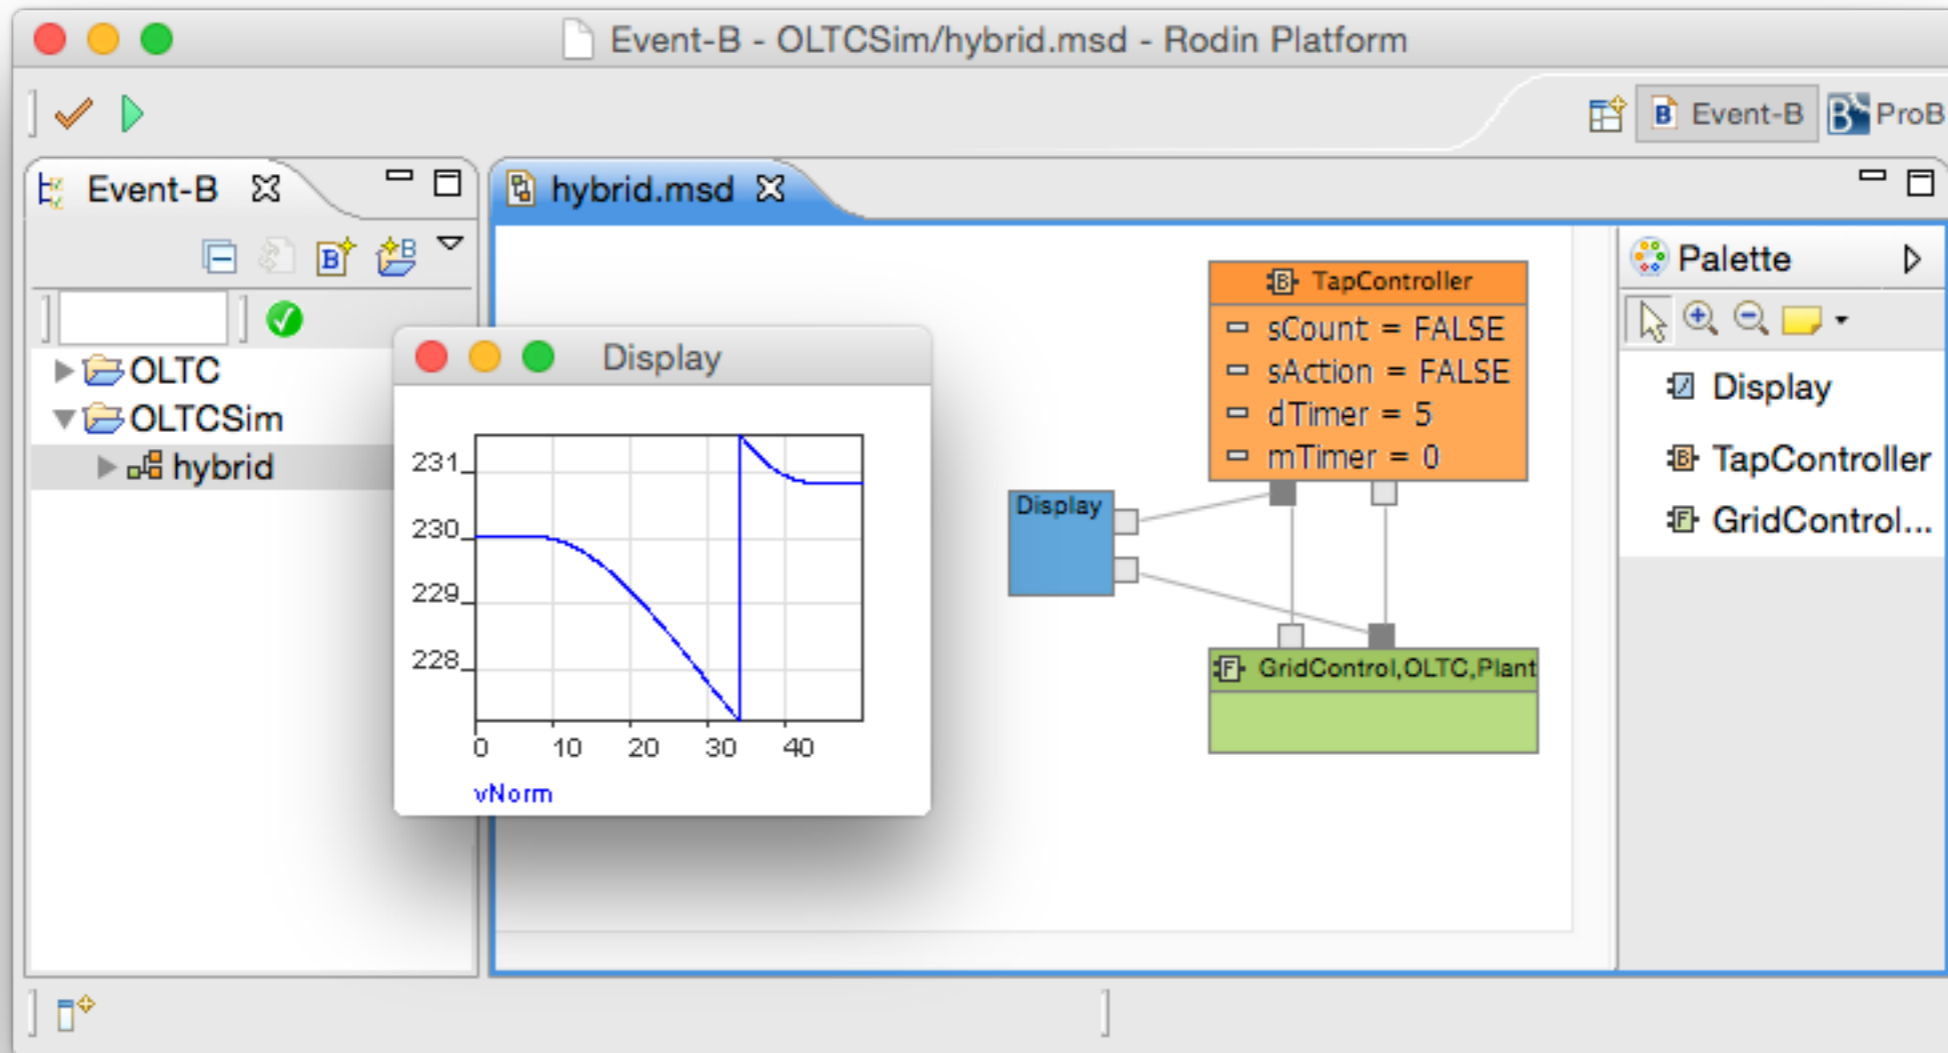 Event-B - OLTCSim/hybrid.msd - Rodin Platform
Event-B
ProB
Event-B
hybrid.msd
Palette
OLTC
OLTCSim
hybrid
Display
231
230
229
228
0 10 20 30 40
vNorm
TapController
sCount = FALSE
sAction = FALSE
dTimer = 5
mTimer = 0
Display
GridControl,OLTC,Plant
Display
TapController
GridControl...